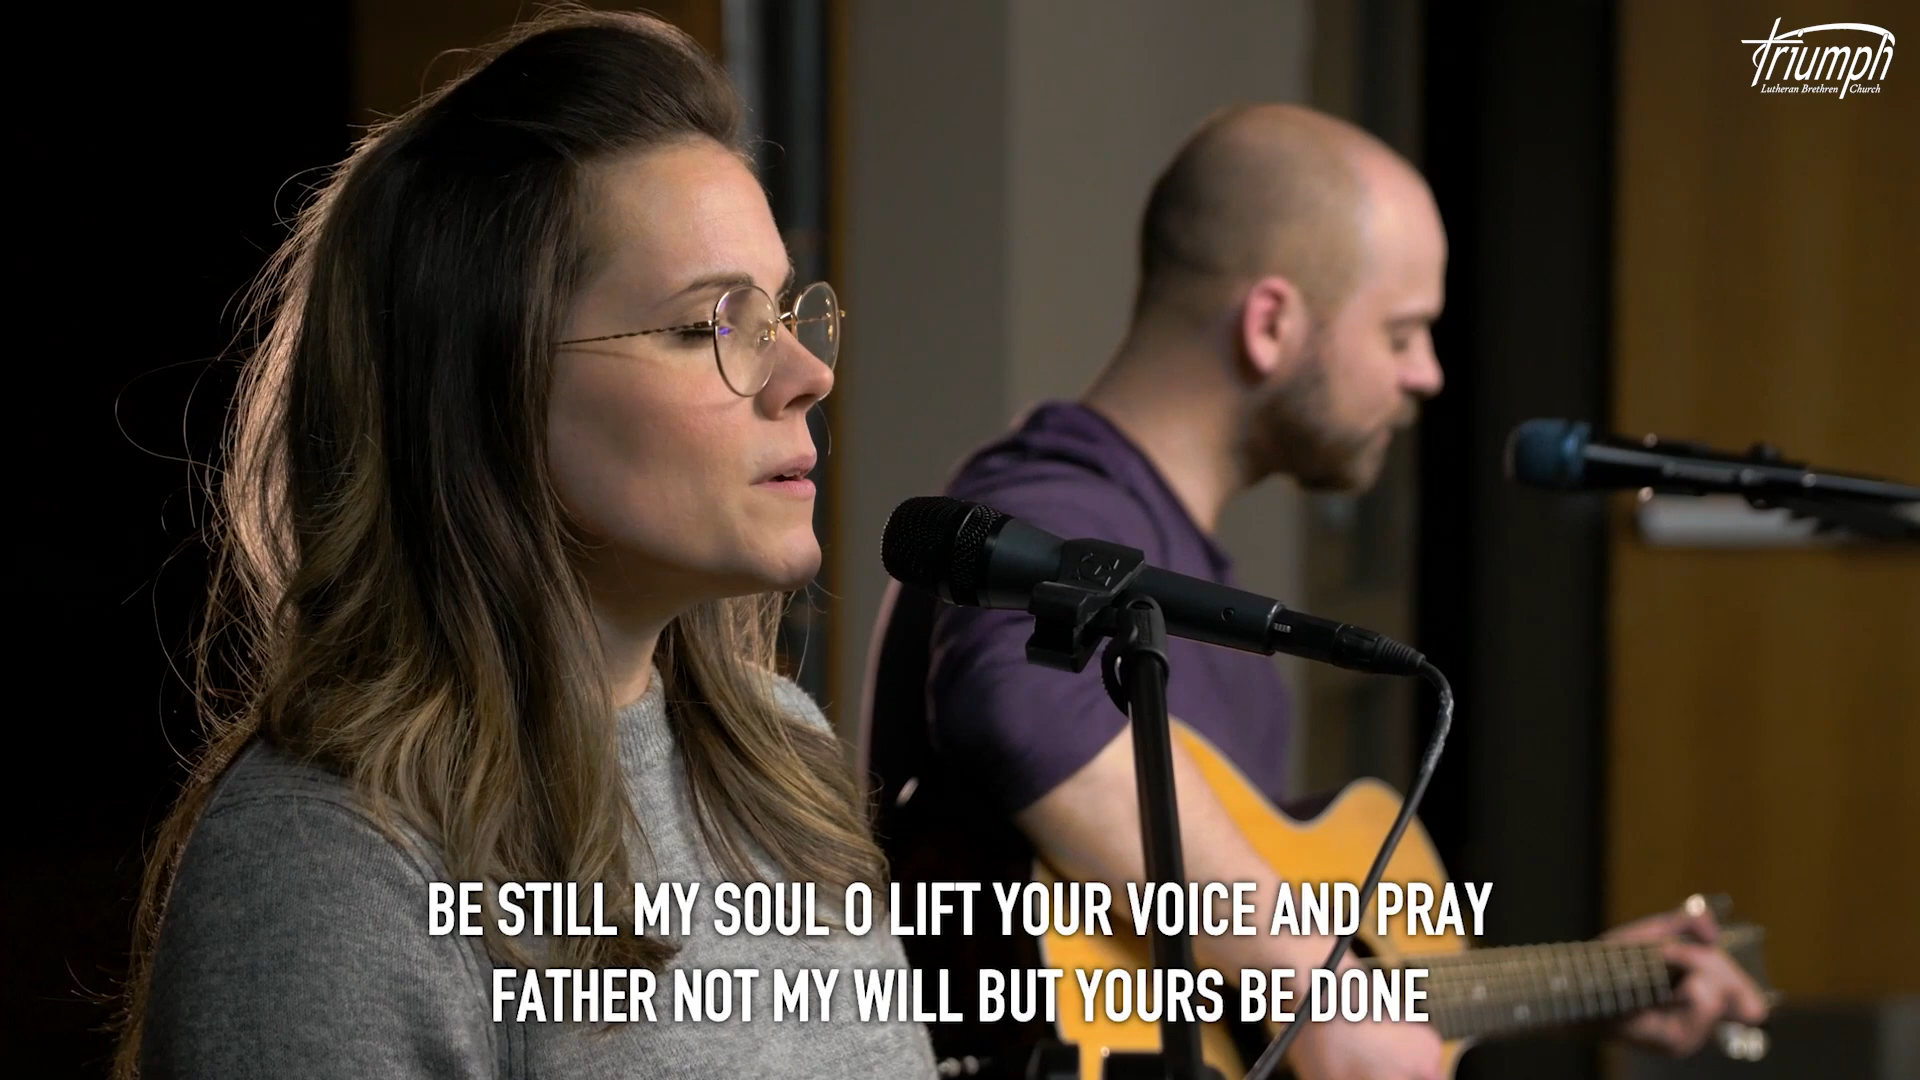 Triumph
Lutheran Brethren Church
BE STILL MY SOUL O LIFT YOUR VOICE AND PRAY
FATHER NOT MY WILL BUT YOURS BE DONE